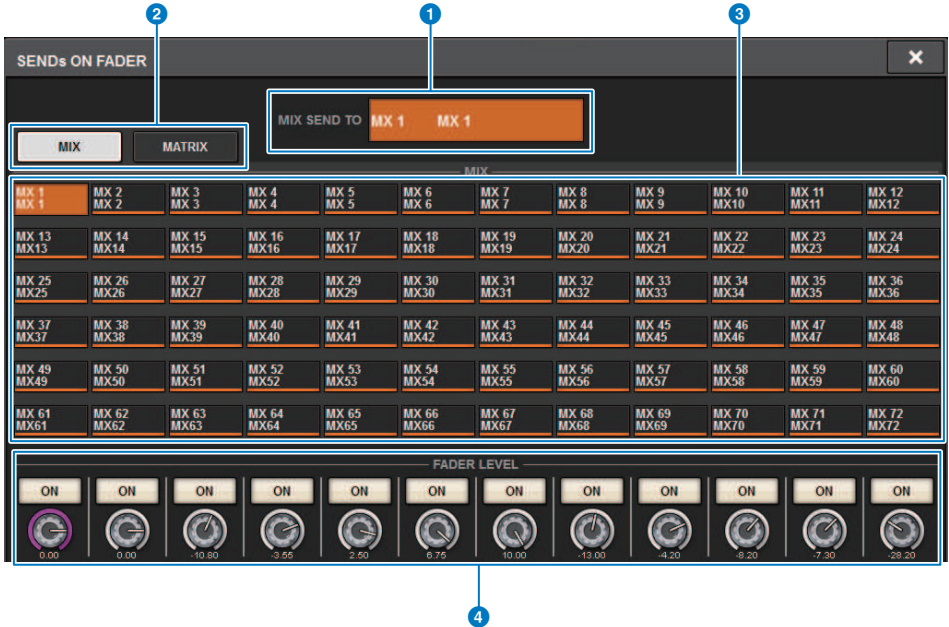 2 1 3
SENDs ON FADER ×
MIX SEND TO MX 1 MX 1
MIX MATRIX
MIX
MX 1 MX 2 MX 3 MX 4 MX 5 MX 6 MX 7 MX 8 MX 9 MX 10 MX 11 MX 12
MX 1 MX 2 MX 3 MX 4 MX 5 MX 6 MX 7 MX 8 MX 9 MX10 MX11 MX12
MX 13 MX 14 MX 15 MX 16 MX 17 MX 18 MX 19 MX 20 MX 21 MX 22 MX 23 MX 24
MX13 MX14 MX15 MX16 MX17 MX18 MX19 MX20 MX21 MX22 MX23 MX24
MX 25 MX 26 MX 27 MX 28 MX 29 MX 30 MX 31 MX 32 MX 33 MX 34 MX 35 MX 36
MX25 MX26 MX27 MX28 MX29 MX30 MX31 MX32 MX33 MX34 MX35 MX36
MX 37 MX 38 MX 39 MX 40 MX 41 MX 42 MX 43 MX 44 MX 45 MX 46 MX 47 MX 48
MX37 MX38 MX39 MX40 MX41 MX42 MX43 MX44 MX45 MX46 MX47 MX48
MX 49 MX 50 MX 51 MX 52 MX 53 MX 54 MX 55 MX 56 MX 57 MX 58 MX 59 MX 60
MX49 MX50 MX51 MX52 MX53 MX54 MX55 MX56 MX57 MX58 MX59 MX60
MX 61 MX 62 MX 63 MX 64 MX 65 MX 66 MX 67 MX 68 MX 69 MX 70 MX 71 MX 72
MX61 MX62 MX63 MX64 MX65 MX66 MX67 MX68 MX69 MX70 MX71 MX72
FADER LEVEL
ON ON ON ON ON ON ON ON ON ON ON ON
0.00 0.00 -10.80 -3.55 2.50 6.75 10.00 -13.00 -4.20 -8.20 -7.30 -28.20
4